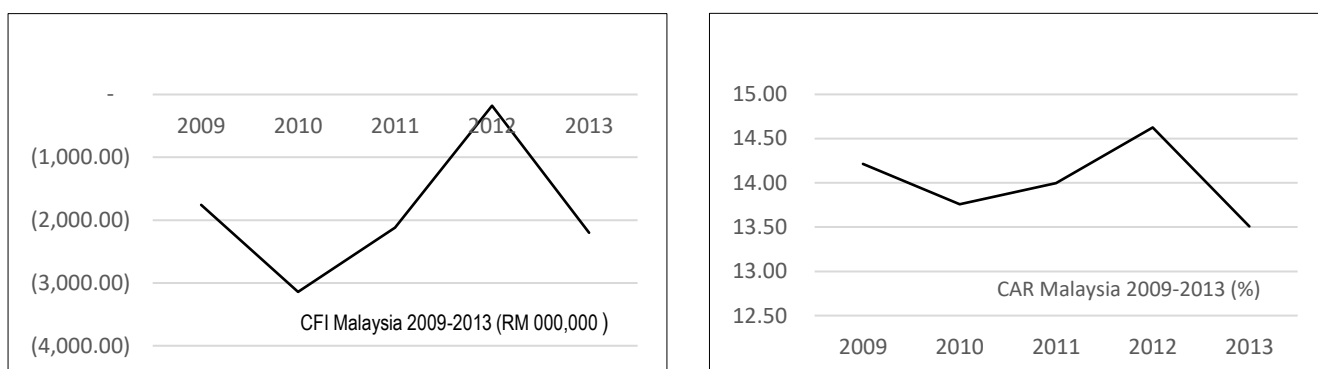 -
2009 2010 2011 2012 2013
(1,000.00)
(2,000.00)
(3,000.00)
CFI Malaysia 2009-2013 (RM 000,000 )
(4,000.00)
15.00
14.50
14.00
13.50
13.00
CAR Malaysia 2009-2013 (%)
12.50
2009 2010 2011 2012 2013